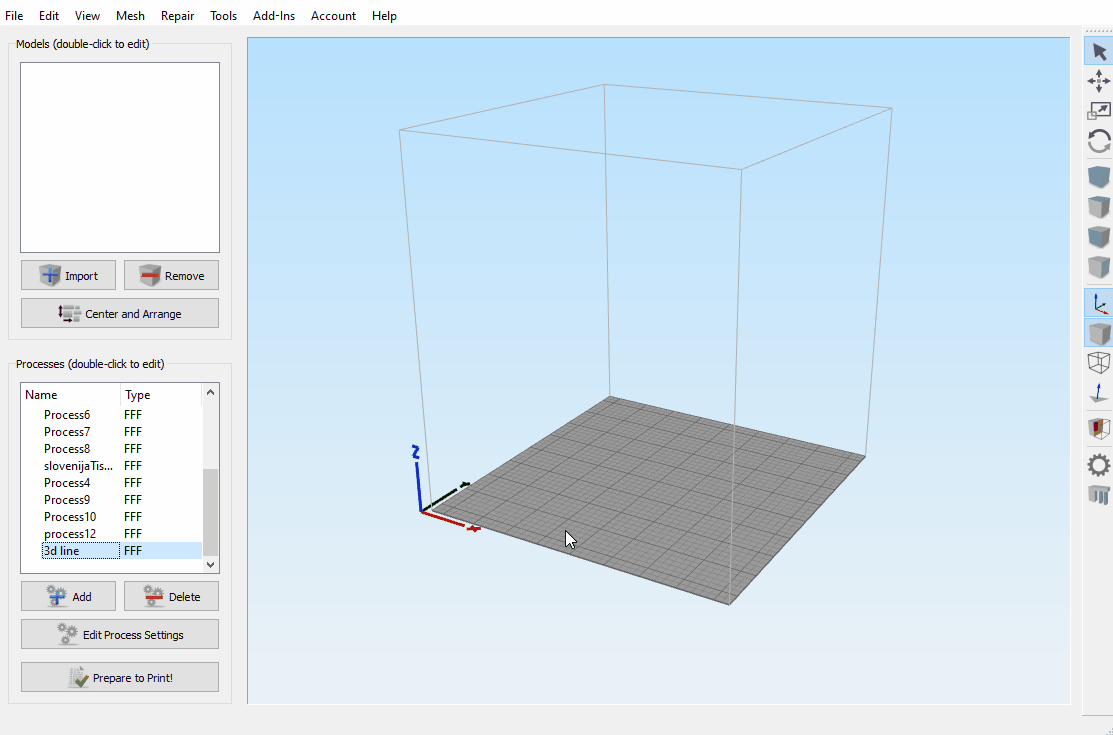 File Edit View Mesh Repair Tools Add-Ins Account Help
Models (double-click to edit)
Import Remove
Center and Arrange
Processes (double-click to edit)
Name Type
Process6 FFF
Process7 FFF
Process8 FFF
slovenijaTis... FFF
Process4 FFF
Process9 FFF
Process10 FFF
process12 FFF
3d line FFF
Add Delete
Edit Process Settings
Prepare to Print!
Z
Y
X